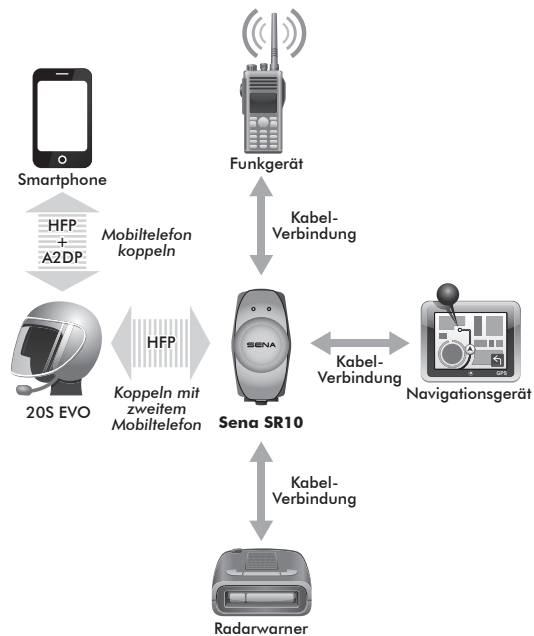 Funkgerät
Smartphone
HFP
+
A2DP
Mobiltelefon
koppeln
Kabel-
Verbindung
HFP
SENA
Kabel-
Verbindung
GPS
Navigationsgerät
20S EVO
Koppeln mit
zweitem
Mobiltelefon
Sena SR10
Kabel-
Verbindung
Radarwarner